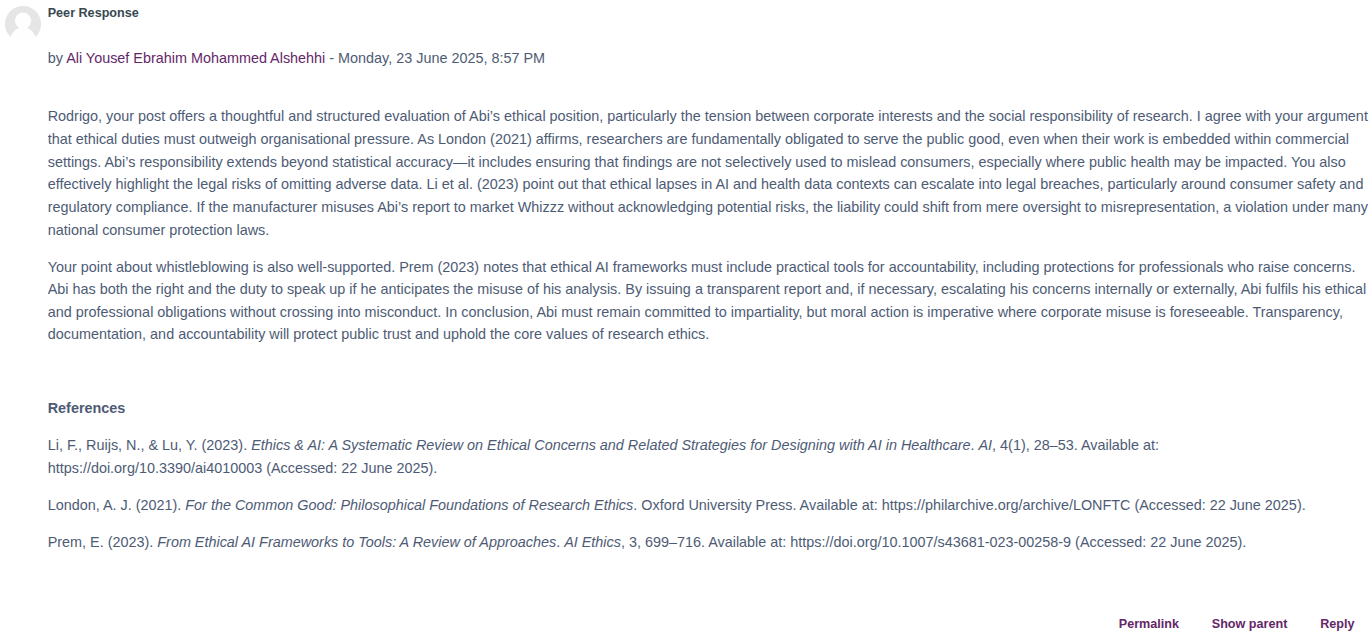 Peer Response
by Ali Yousef Ebrahim Mohammed Alshehhi - Monday, 23 June 2025, 8:57 PM
Rodrigo, your post offers a thoughtful and structured evaluation of Abi’s ethical position, particularly the tension between corporate interests and the social responsibility of research. I agree with your argument
that ethical duties must outweigh organisational pressure. As London (2021) affirms, researchers are fundamentally obligated to serve the public good, even when their work is embedded within commercial
settings. Abi’s responsibility extends beyond statistical accuracy—it includes ensuring that findings are not selectively used to mislead consumers, especially where public health may be impacted. You also
effectively highlight the legal risks of omitting adverse data. Li et al. (2023) point out that ethical lapses in AI and health data contexts can escalate into legal breaches, particularly around consumer safety and
regulatory compliance. If the manufacturer misuses Abi’s report to market Whizzz without acknowledging potential risks, the liability could shift from mere oversight to misrepresentation, a violation under many
national consumer protection laws.
Your point about whistleblowing is also well-supported. Prem (2023) notes that ethical AI frameworks must include practical tools for accountability, including protections for professionals who raise concerns.
Abi has both the right and the duty to speak up if he anticipates the misuse of his analysis. By issuing a transparent report and, if necessary, escalating his concerns internally or externally, Abi fulfils his ethical
and professional obligations without crossing into misconduct. In conclusion, Abi must remain committed to impartiality, but moral action is imperative where corporate misuse is foreseeable. Transparency,
documentation, and accountability will protect public trust and uphold the core values of research ethics.
References
Li, F., Ruijs, N., & Lu, Y. (2023). Ethics & AI: A Systematic Review on Ethical Concerns and Related Strategies for Designing with AI in Healthcare. AI, 4(1), 28–53. Available at:
https://doi.org/10.3390/ai4010003 (Accessed: 22 June 2025).
London, A. J. (2021). For the Common Good: Philosophical Foundations of Research Ethics. Oxford University Press. Available at: https://philarchive.org/archive/LONFTC (Accessed: 22 June 2025).
Prem, E. (2023). From Ethical AI Frameworks to Tools: A Review of Approaches. AI Ethics, 3, 699–716. Available at: https://doi.org/10.1007/s43681-023-00258-9 (Accessed: 22 June 2025).
Permalink Show parent Reply